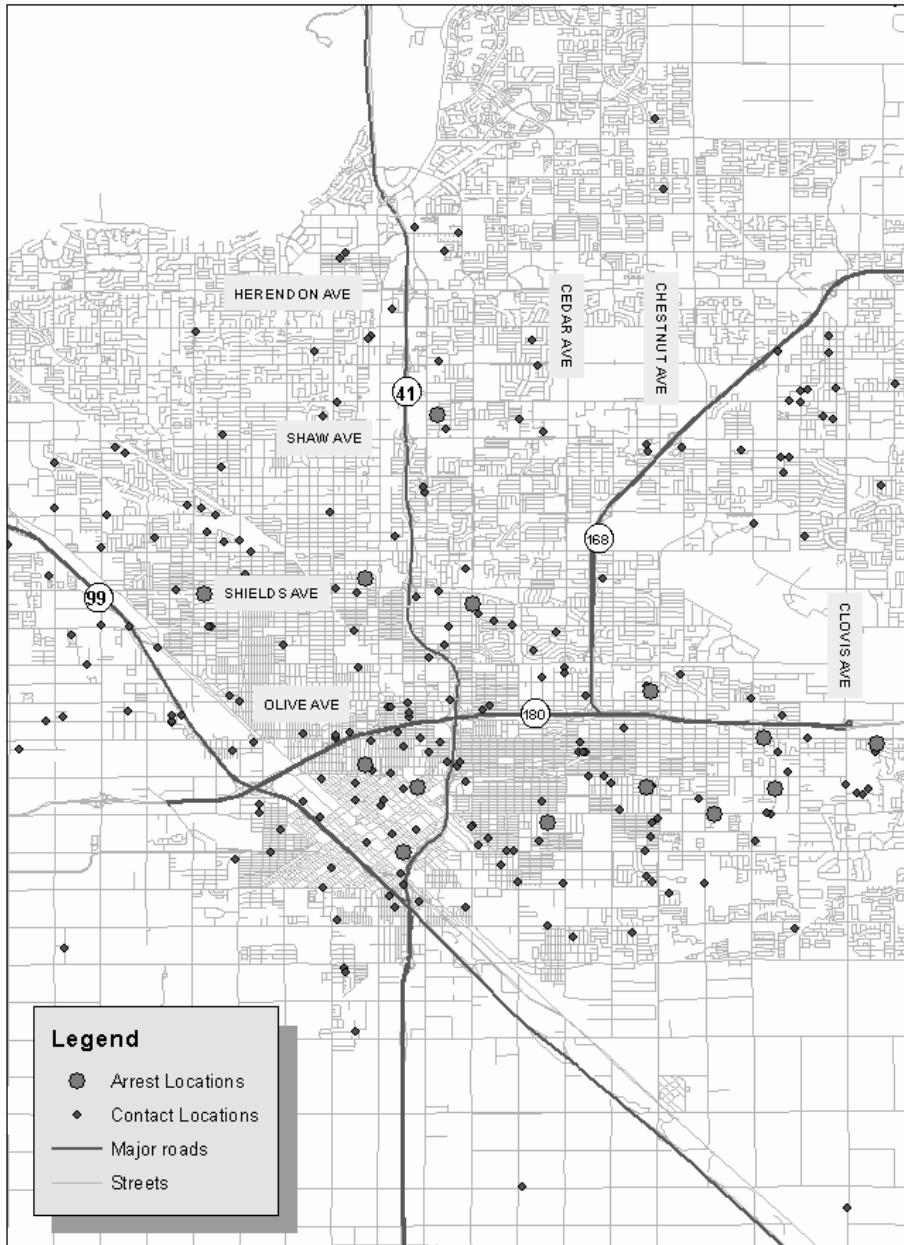 HERENDON AVE
CEDAR AVE
CHESTNUT AVE
41
SHAW AVE
168
99
SHIELDS AVE
CLOVIS AVE
OLIVE AVE
180
Legend
Arrest Locations
Contact Locations
Major roads
Streets